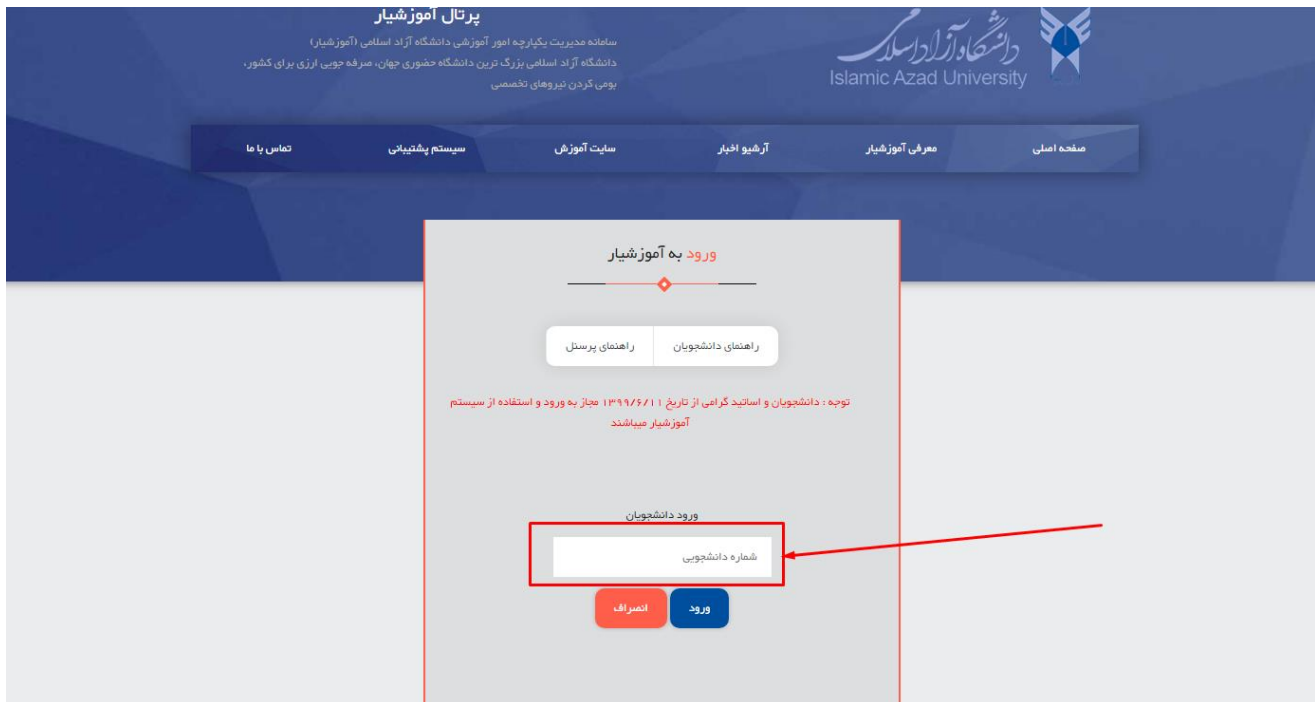 دانشگاه آزاد اسلامی
Islamic Azad University
پرتال آموزشیار
سامانه مدیریت یکپارچه امور آموزشی دانشگاه آزاد اسلامی (آموزشیار)
دانشگاه آزاد اسلامی بزرگ ترین دانشگاه حضوری جهان، صرفه جویی ارزی برای کشور،
بومی کردن نیروهای تخصصی
صفحه اصلی معرفی آموزشیار آرشیو اخبار سایت آموزش سیستم پشتیبانی تماس با ما
ورود به آموزشیار
راهنمای دانشجویان راهنمای پرسنل
توجه : دانشجویان و اساتید گرامی از تاریخ ۱۳۹۹/۶/۱۱ مجاز به ورود و استفاده از سیستم
آموزشیار میباشند
ورود دانشجویان
شماره دانشجویی
ورود انصراف